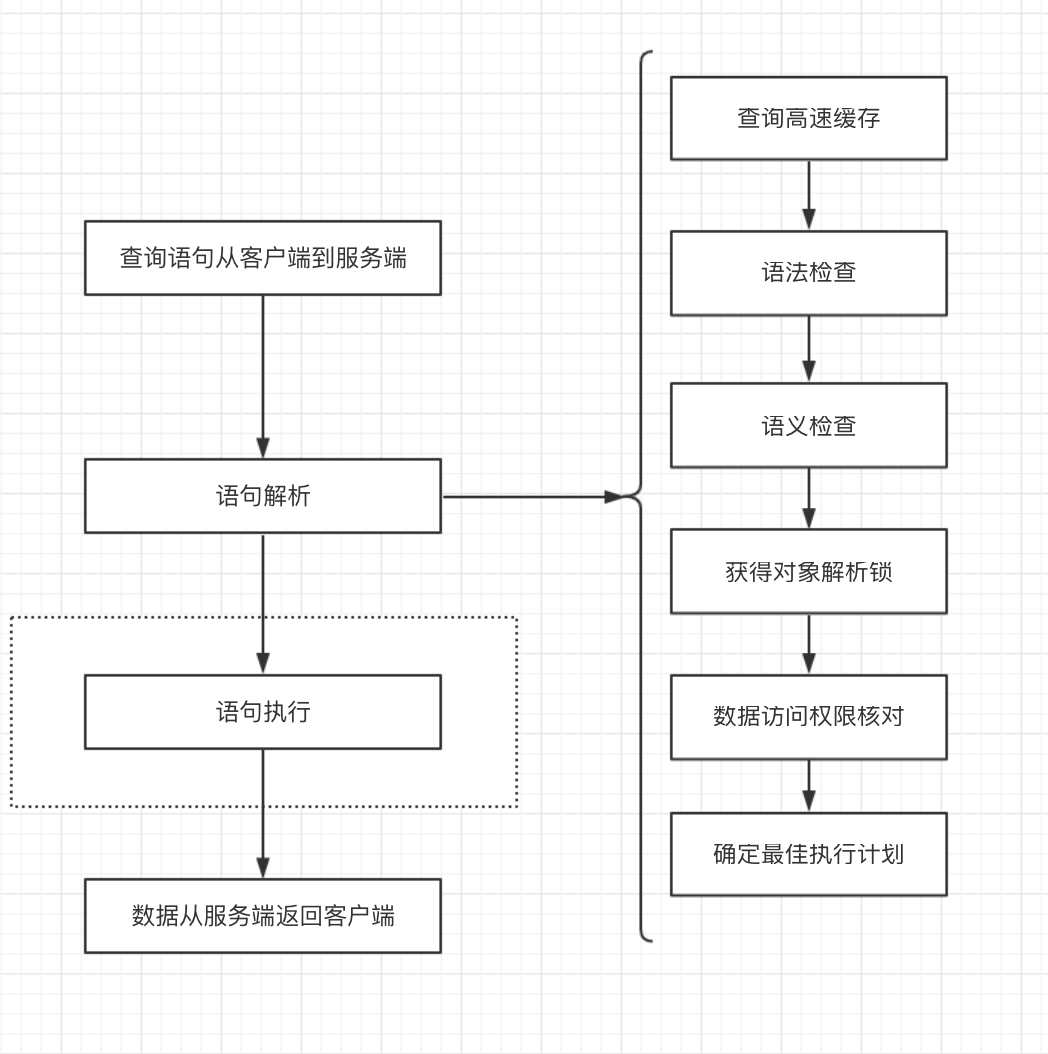 查询语句从客户端到服务端
语句解析
语句执行
数据从服务端返回客户端
查询高速缓存
语法检查
语义检查
获得对象解析锁
数据访问权限核对
确定最佳执行计划